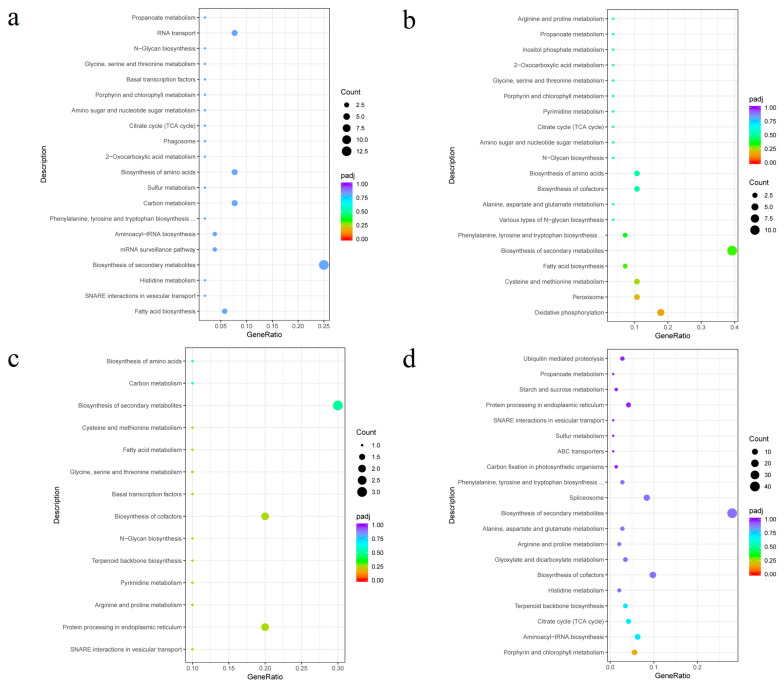 a
Propanoate metabolism
RNA transport
N-Glycan biosynthesis
Glycine, serine and threonine metabolism
Basal transcription factors
Porphyrin and chlorophyll metabolism
Amino sugar and nucleotide sugar metabolism
Citrate cycle (TCA cycle)
Phagosome
2-Oxocarboxylic acid metabolism
Biosynthesis of amino acids
Sulfur metabolism
Carbon metabolism
Phenylalanine, tyrosine and tryptophan biosynthesis ...
Aminoacyl-tRNA biosynthesis
mRNA surveillance pathway
Biosynthesis of secondary metabolites
Histidine metabolism
SNARE interactions in vesicular transport
Fatty acid biosynthesis
Description
0.05
0.10
0.15
0.20
0.25
GeneRatio
Count
2.5
5.0
7.5
10.0
12.5
padj
1.00
0.75
0.50
0.25
0.00
b
Arginine and proline metabolism
Propanoate metabolism
Inositol phosphate metabolism
2-Oxocarboxylic acid metabolism
Glycine, serine and threonine metabolism
Porphyrin and chlorophyll metabolism
Pyrimidine metabolism
Citrate cycle (TCA cycle)
Amino sugar and nucleotide sugar metabolism
N-Glycan biosynthesis
Biosynthesis of amino acids
Biosynthesis of cofactors
Alanine, aspartate and glutamate metabolism
Various types of N-glycan biosynthesis
Phenylalanine, tyrosine and tryptophan biosynthesis ...
Biosynthesis of secondary metabolites
Fatty acid biosynthesis
Cysteine and methionine metabolism
Peroxisome
Oxidative phosphorylation
Description
0.1
0.2
0.3
0.4
GeneRatio
padj
1.00
0.75
0.50
0.25
0.00
Count
2.5
5.0
7.5
10.0
c
Biosynthesis of amino acids
Carbon metabolism
Biosynthesis of secondary metabolites
Cysteine and methionine metabolism
Fatty acid metabolism
Glycine, serine and threonine metabolism
Basal transcription factors
Biosynthesis of cofactors
N-Glycan biosynthesis
Terpenoid backbone biosynthesis
Pyrimidine metabolism
Arginine and proline metabolism
Protein processing in endoplasmic reticulum
SNARE interactions in vesicular transport
Description
0.10
0.15
0.20
0.25
0.30
GeneRatio
Count
1.0
1.5
2.0
2.5
3.0
padj
1.00
0.75
0.50
0.25
0.00
d
Ubiquitin mediated proteolysis
Propanoate metabolism
Starch and sucrose metabolism
Protein processing in endoplasmic reticulum
SNARE interactions in vesicular transport
Sulfur metabolism
ABC transporters
Carbon fixation in photosynthetic organisms
Phenylalanine, tyrosine and tryptophan biosynthesis ...
Spliceosome
Biosynthesis of secondary metabolites
Alanine, aspartate and glutamate metabolism
Arginine and proline metabolism
Glyoxylate and dicarboxylate metabolism
Biosynthesis of cofactors
Histidine metabolism
Terpenoid backbone biosynthesis
Citrate cycle (TCA cycle)
Aminoacyl-tRNA biosynthesis
Porphyrin and chlorophyll metabolism
Description
0.0
0.1
0.2
GeneRatio
Count
10
20
30
40
padj
1.00
0.75
0.50
0.25
0.00